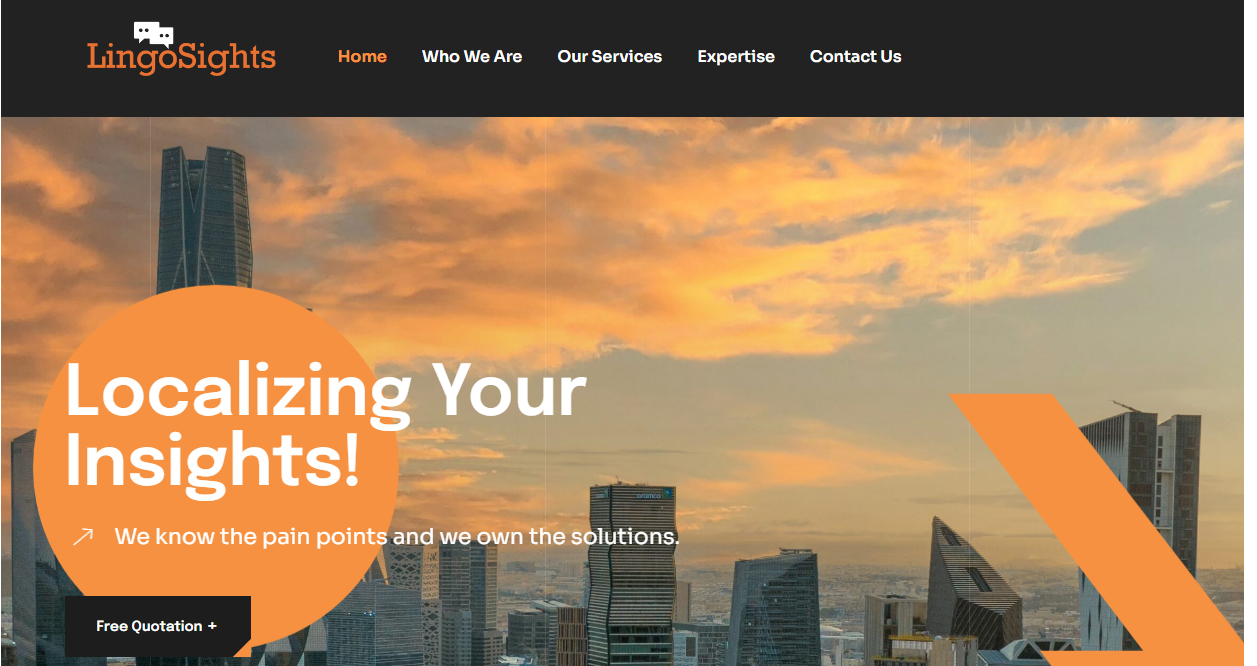 LingoSights
Home Who We Are Our Services Expertise Contact Us
Localizing Your
Insights!
We know the pain points and we own the solutions.
aramco
Free Quotation +